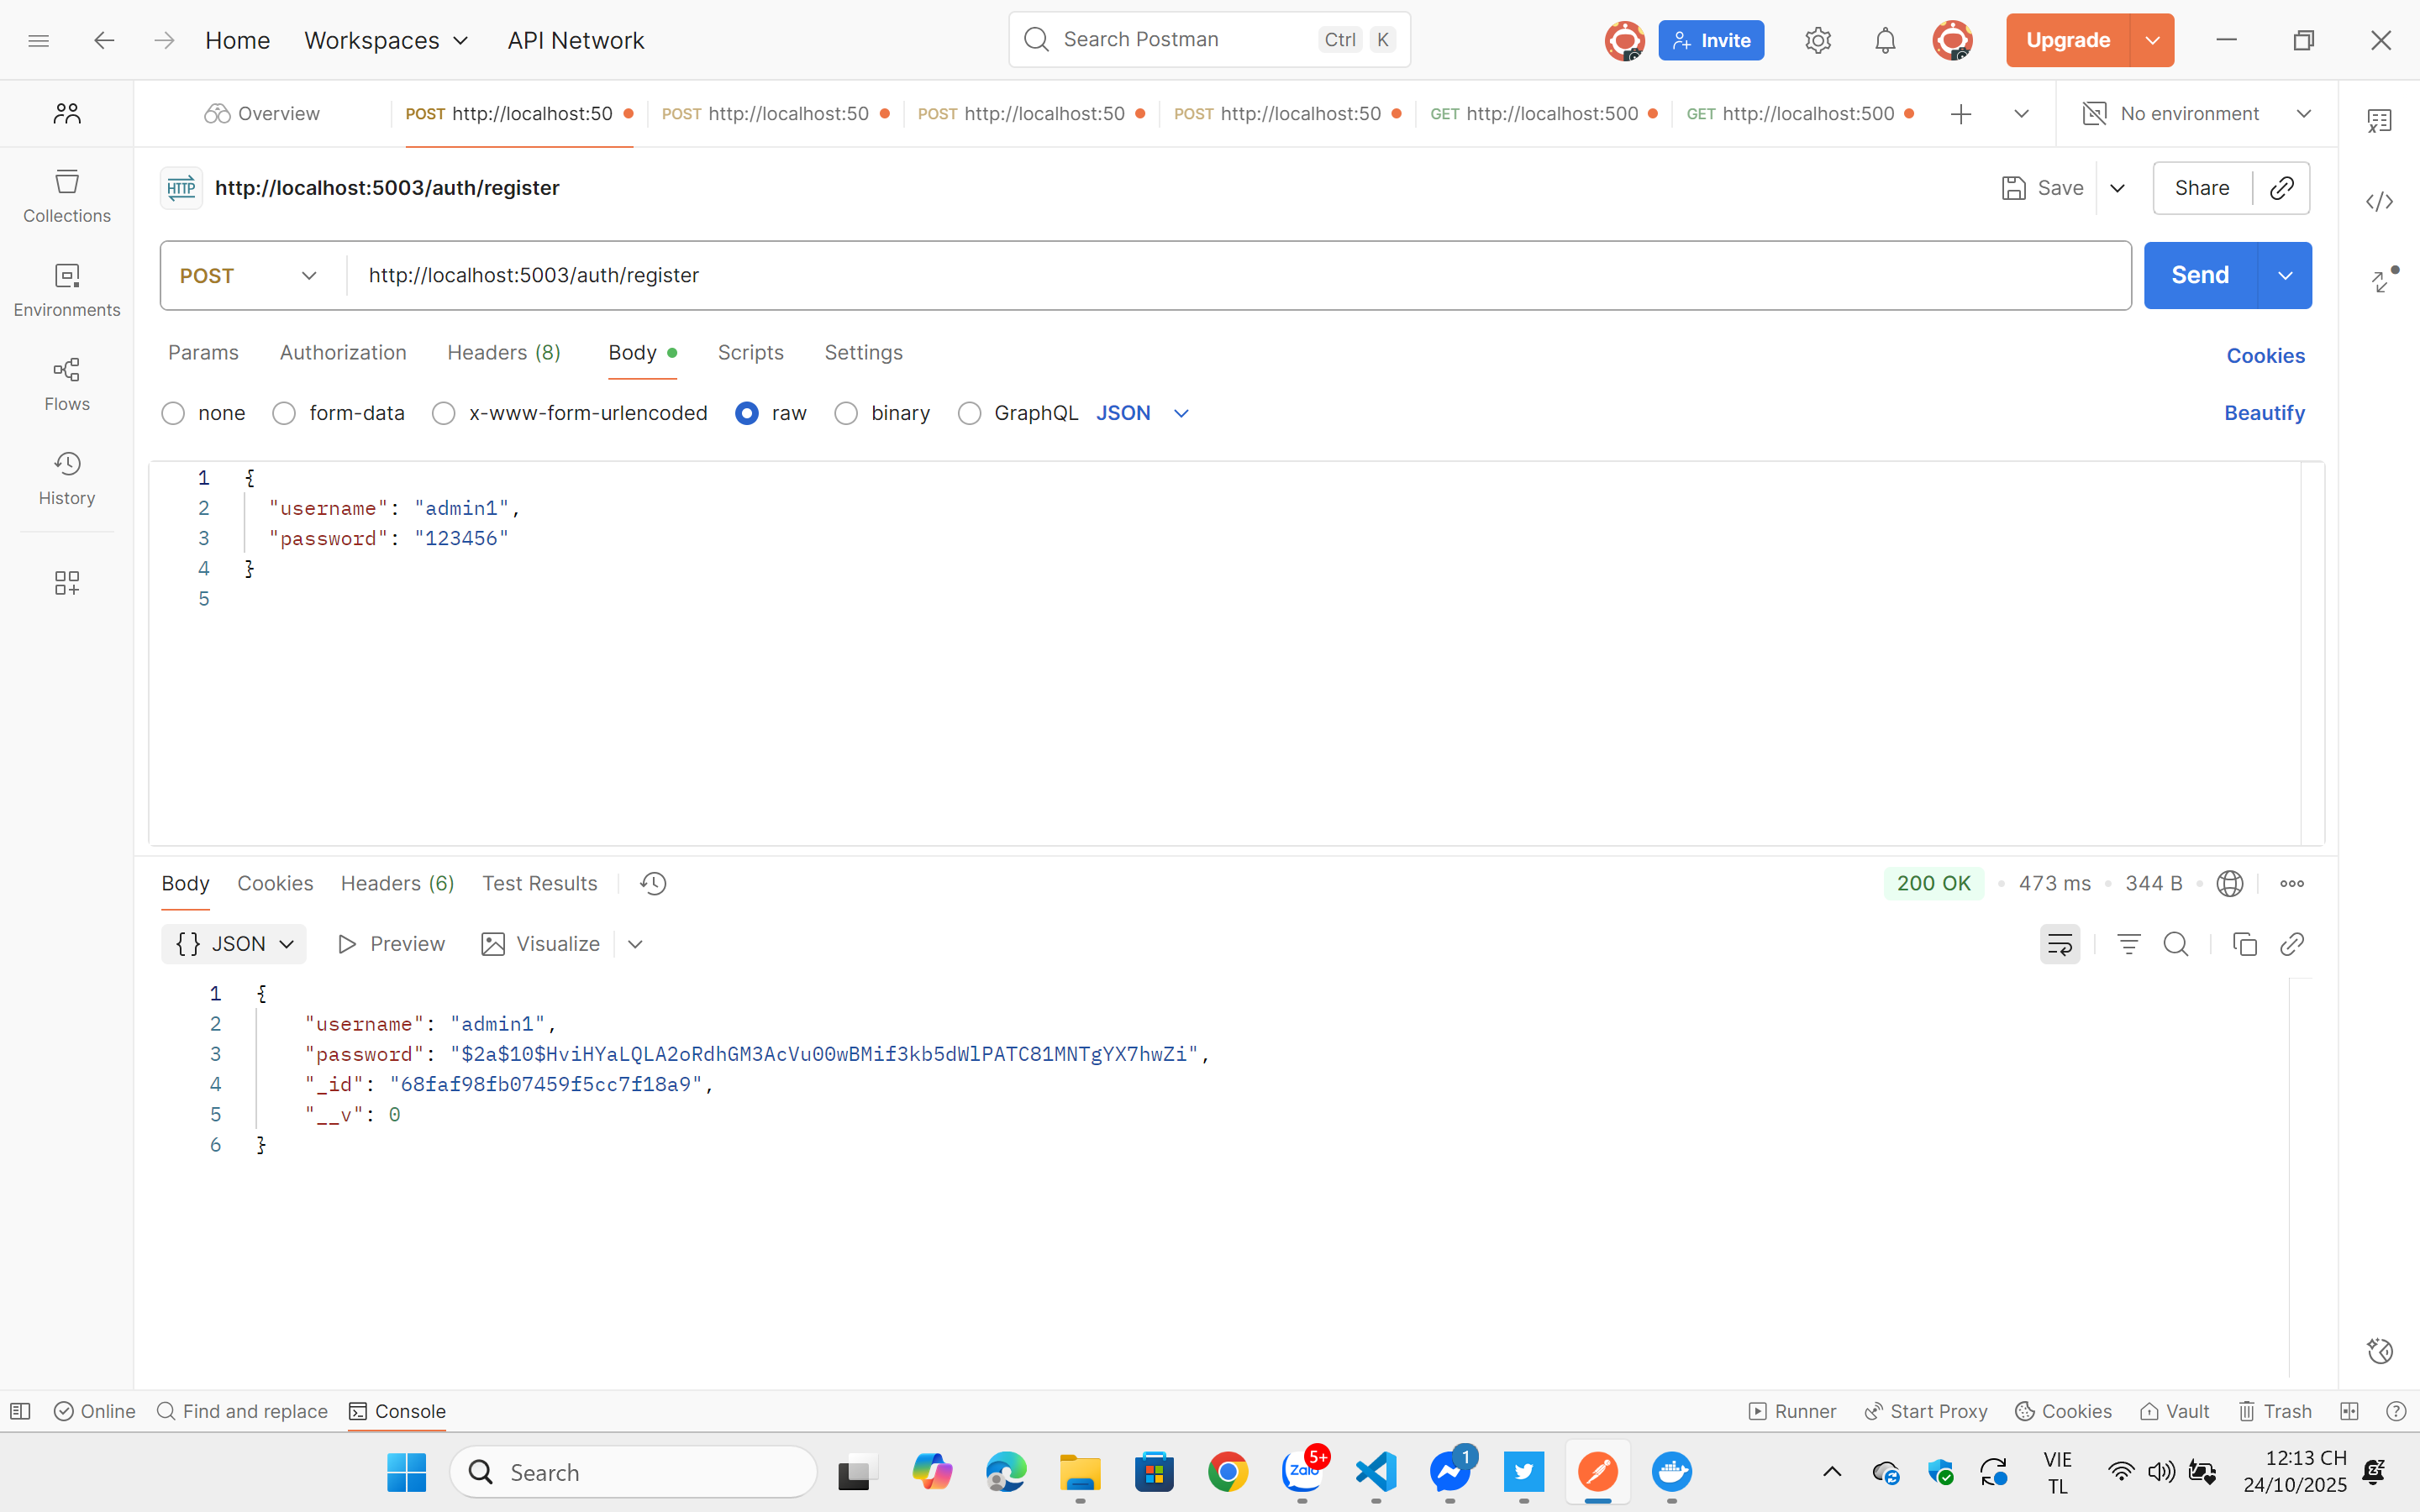 Home Workspaces API Network Search Postman Ctrl K Invite Upgrade
Overview POST http://localhost:50 POST http://localhost:50 POST http://localhost:50 POST http://localhost:50 GET http://localhost:500 GET http://localhost:500 No environment
Collections
Environments
Flows
History
HTTP http://localhost:5003/auth/register Save Share
POST http://localhost:5003/auth/register Send
Params Authorization Headers (8) Body Scripts Settings Cookies
none form-data x-www-form-urlencoded raw binary GraphQL JSON Beautify
1 {
2 "username": "admin1",
3 "password": "123456"
4 }
5
Body Cookies Headers (6) Test Results 200 OK 473 ms 344 B
{} JSON Preview Visualize
1 {
2 "username": "admin1",
3 "password": "$2a$10$HviHYaLQLA2oRdhGM3AcVu00wBMif3kb5dWlPATC81MNTgYX7hwZi",
4 "_id": "68faf98fb07459f5cc7f18a9",
5 "__v": 0
6 }
Online Find and replace Console Runner Start Proxy Cookies Vault Trash
Search Zalo 5+ 1 VIE 12:13 CH
TL 24/10/2025